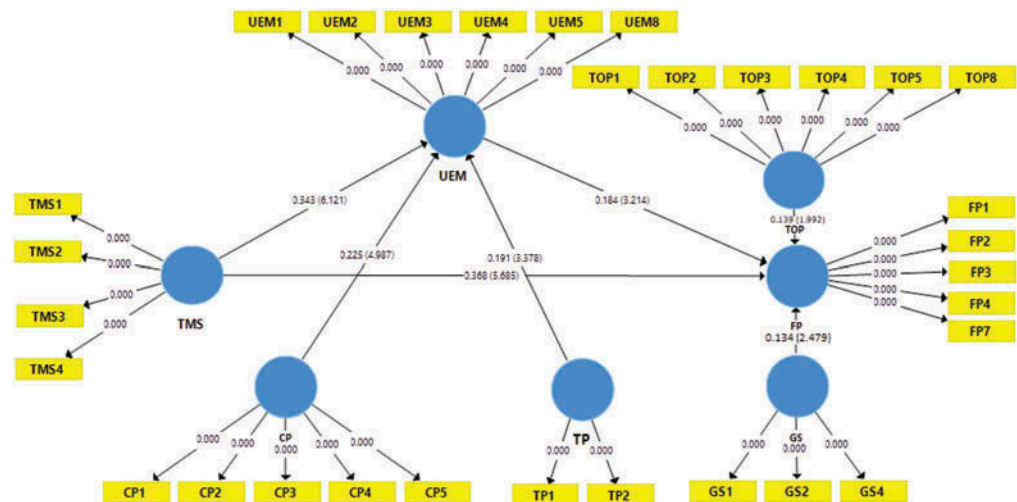 UEM1 UEM2 UEM3 UEM4 UEM5 UEM8
0.000 0.000 0.000 0.000 0.000 0.000
UEM
TOP1 TOP2 TOP3 TOP4 TOP5 TOP8
0.000 0.000 0.000 0.000 0.000 0.000
0.139 (1.992)
TOP
TMS1
TMS2
TMS3
TMS4
0.000
0.000
0.000
0.000
TMS
0.343 (6.121)
0.184 (3.214)
0.225 (4.987)
0.191 (3.378)
0.368 (5.685)
FP1
FP2
FP3
FP4
FP7
0.000
0.000
0.000
0.000
0.000
FP
0.134 (2.479)
CP
0.000 0.000 0.000 0.000 0.000
CP1 CP2 CP3 CP4 CP5
TP
0.000 0.000
TP1 TP2
GS
0.000 0.000 0.000
GS1 GS2 GS4